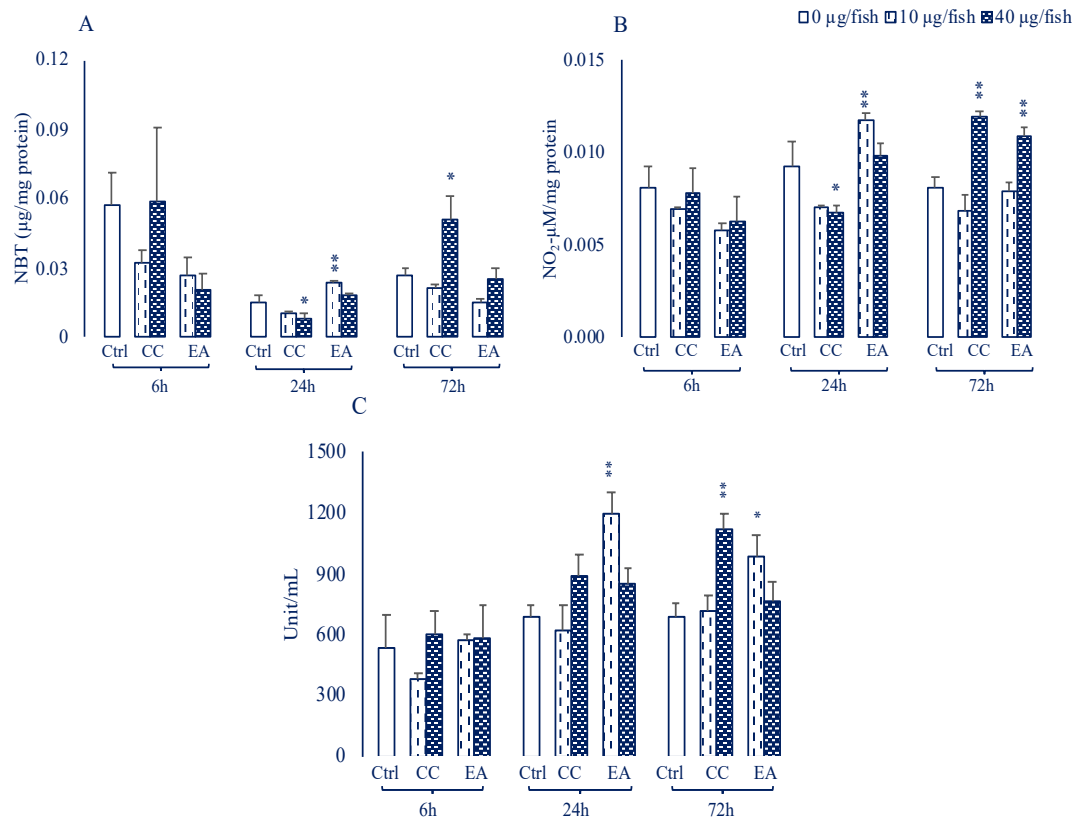 A
B
0 µg/fish 10 µg/fish 40 µg/fish
NBT (µg/mg protein)
0.12
0.09
0.06
0.03
0
*
**
*
Ctrl CC EA Ctrl CC EA Ctrl CC EA
6h 24h 72h
NO₂-µM/mg protein
0.015
0.010
0.005
0.000
*
**
**
**
Ctrl CC EA Ctrl CC EA Ctrl CC EA
6h 24h 72h
C
Unit/mL
1500
1200
900
600
300
0
**
**
*
Ctrl CC EA Ctrl CC EA Ctrl CC EA
6h 24h 72h